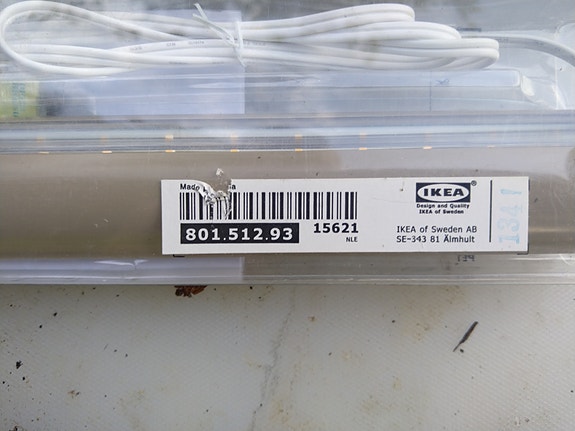 Made
801.512.93
15621
NLE
IKEA®
Design and Quality
IKEA of Sweden
IKEA of Sweden AB
SE-343 81 Älmhult